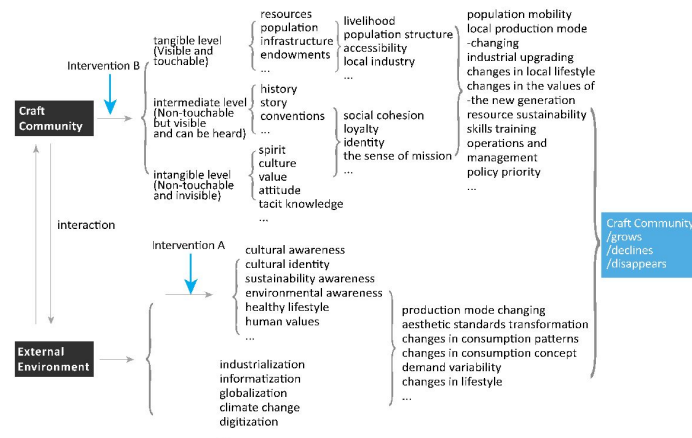 Craft
Community
Intervention B
tangible level
(Visible and
touchable)
resources
population
infrastructure
endowments
...
livelihood
population structure
accessibility
local industry
...
intermediate level
(Non-touchable
but visible
and can be heard)
history
story
conventions
...
intangible level
(Non-touchable
and invisible)
spirit
culture
value
attitude
tacit knowledge
...
social cohesion
loyalty
identity
the sense of mission
...
population mobility
local production mode
-changing
industrial upgrading
changes in local lifestyle
changes in the values of
-the new generation
resource sustainability
skills training
operations and
management
policy priority
...
interaction
External
Environment
Intervention A
cultural awareness
cultural identity
sustainability awareness
environmental awareness
healthy lifestyle
human values
...
industrialization
informatization
globalization
climate change
digitization
production mode changing
aesthetic standards transformation
changes in consumption patterns
changes in consumption concept
demand variability
changes in lifestyle
...
Craft Community
/grows
/declines
/disappears